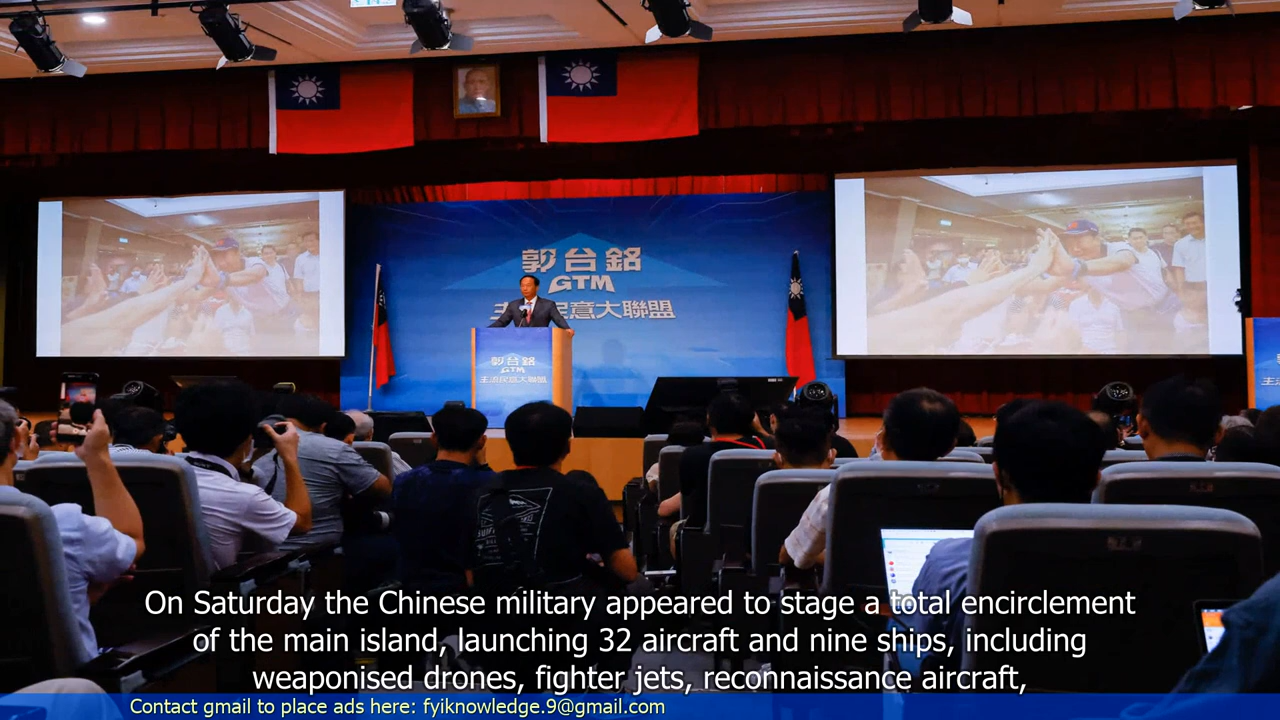 郭台銘
GTM
主流民意大聯盟
郭台銘
GTM
主流民意大聯盟
On Saturday the Chinese military appeared to stage a total encirclement
of the main island, launching 32 aircraft and nine ships, including
weaponised drones, fighter jets, reconnaissance aircraft,
Contact gmail to place ads here: fyiknowledge.9@gmail.com